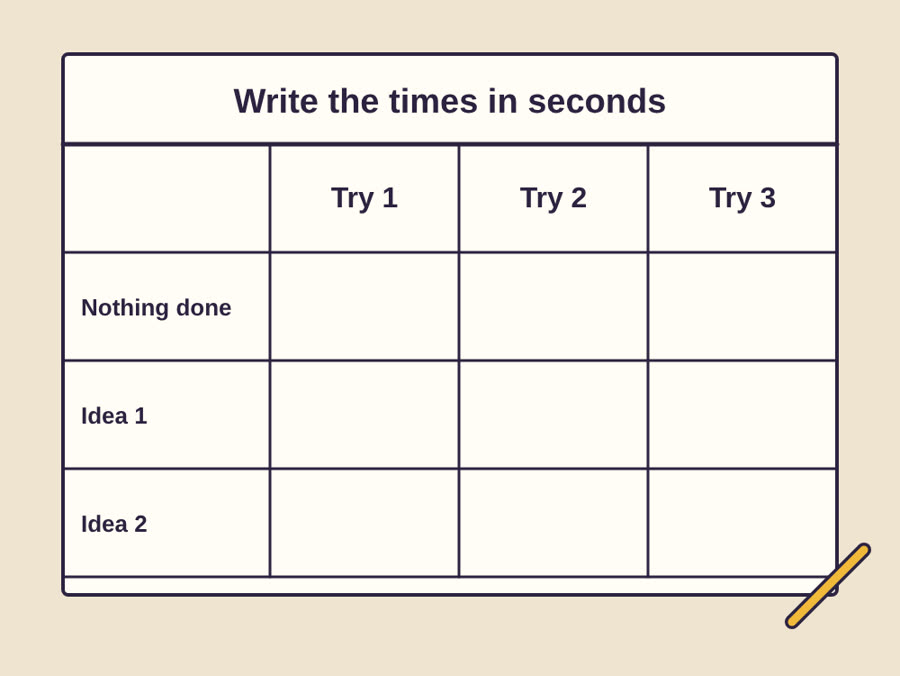 Write the times in seconds
Try 1 Try 2 Try 3
Nothing done
Idea 1
Idea 2